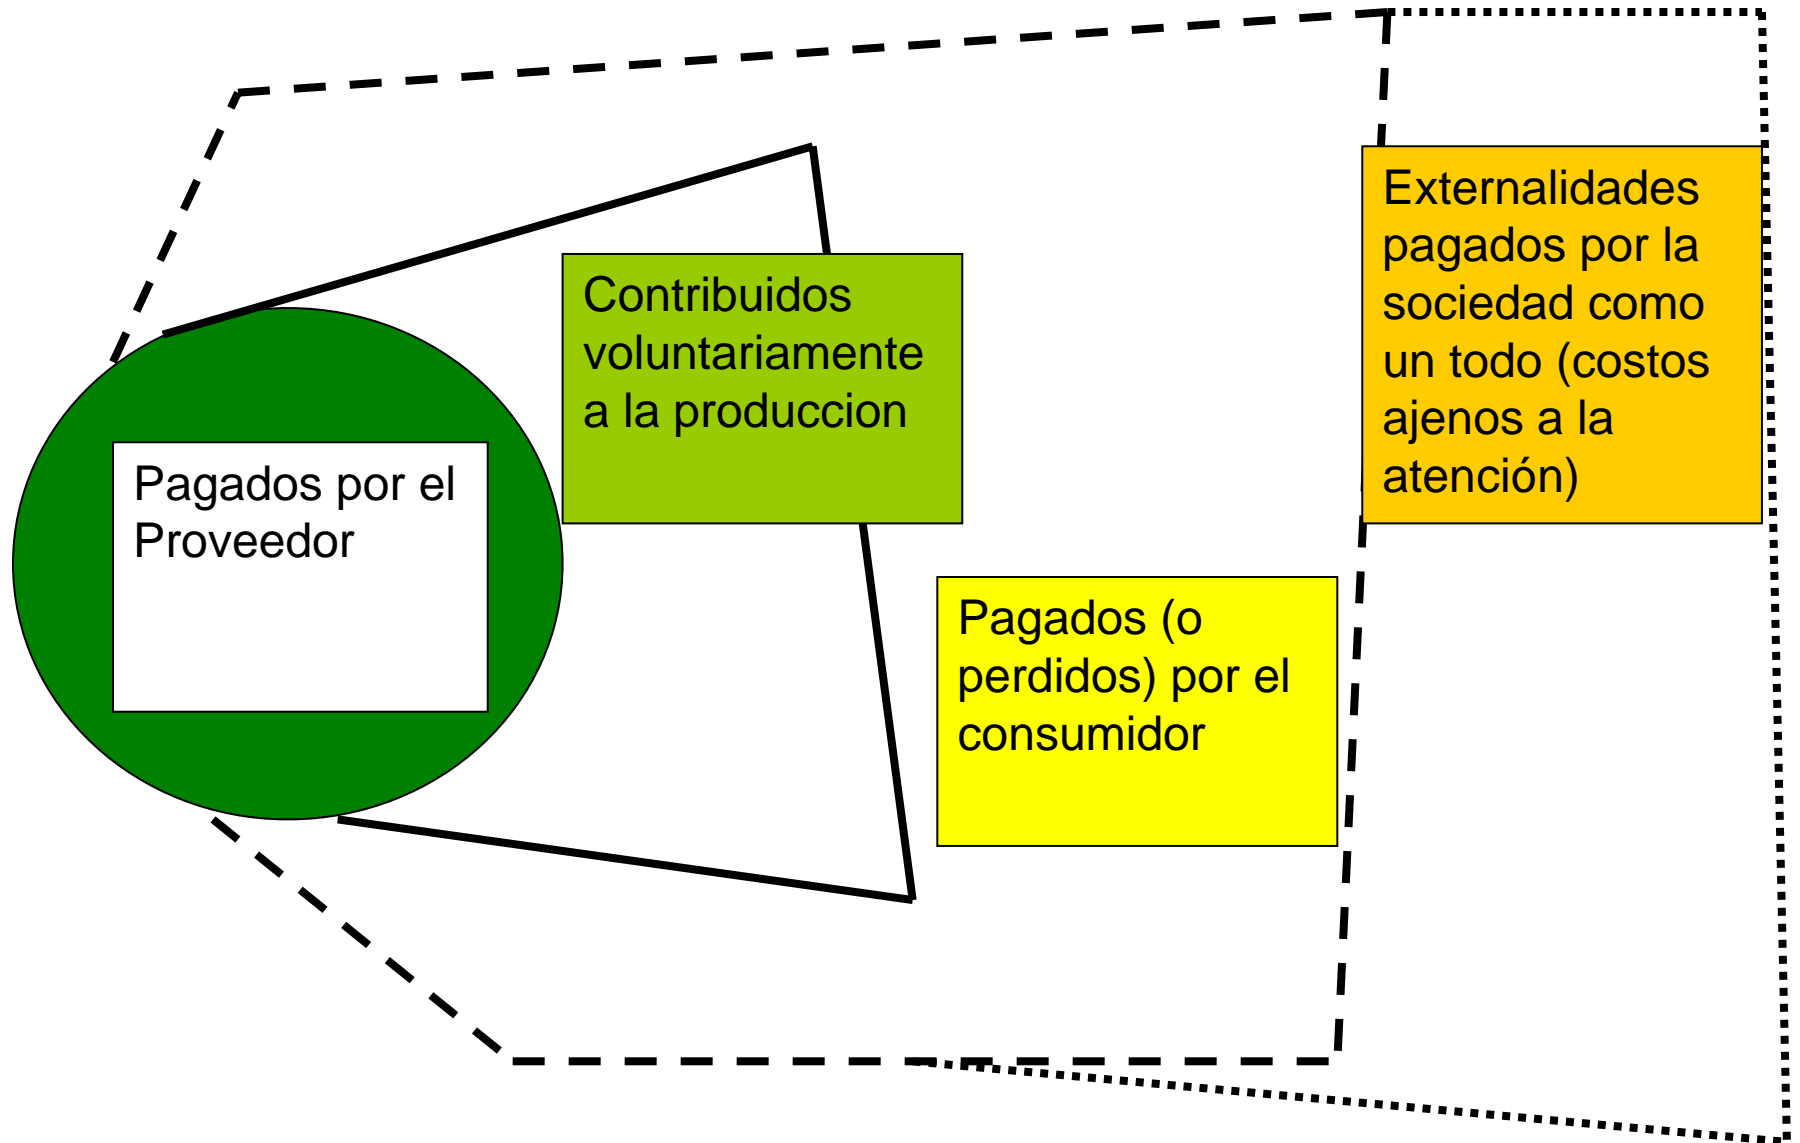 Pagados por el
Proveedor
Contribuidos
voluntariamente
a la produccion
Pagados (o
perdidos) por el
consumidor
Externalidades
pagados por la
sociedad como
un todo (costos
ajenos a la
atención)